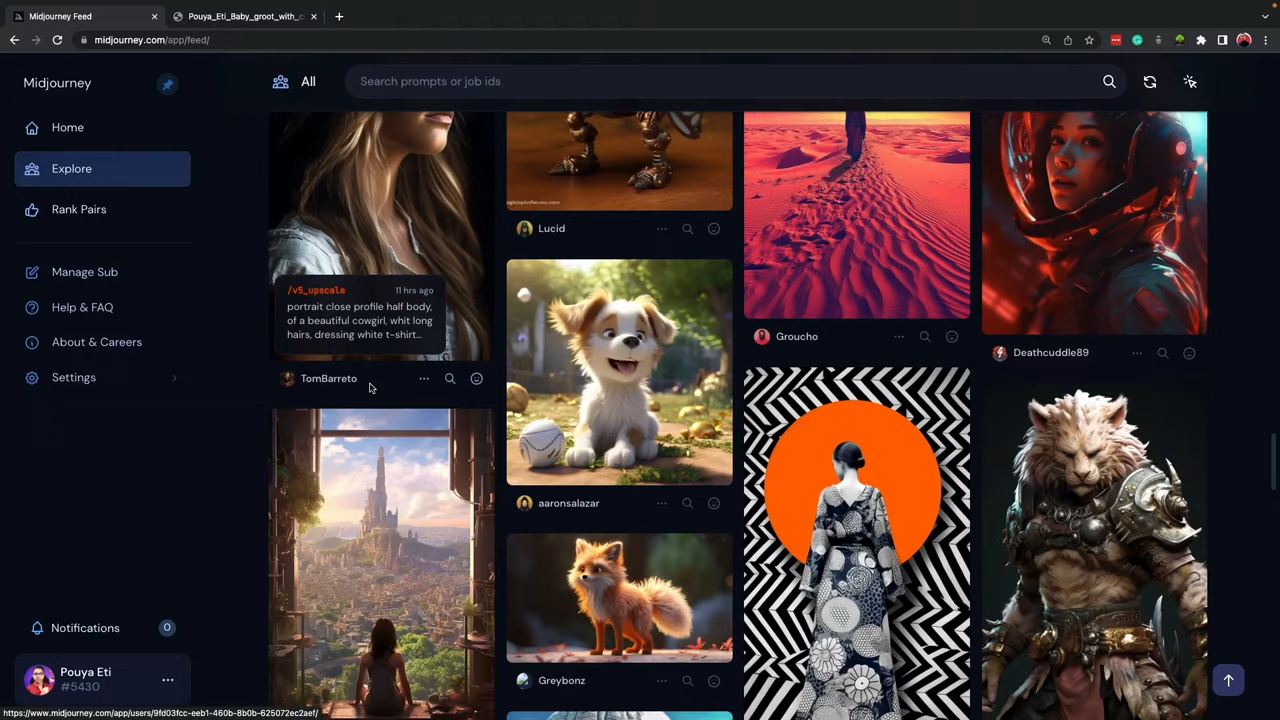 Midjourney Feed
Pouya_Eti_Baby_groot_with_c
midjourney.com/app/feed/
Midjourney
All
Search prompts or job ids
Home
Explore
Rank Pairs
Manage Sub
Help & FAQ
About & Careers
Settings
Notifications
0
Pouya Eti
#5430
/v5_upscale
11 hrs ago
portrait close profile half body,
of a beautiful cowgirl, whit long
hairs, dressing white t-shirt...
TomBarreto
Lucid
aaronsalazar
Greybonz
Groucho
Deathcuddle89
https://www.midjourney.com/app/users/9fd03fcc-eeb1-460b-8b0b-625072ec2aef/